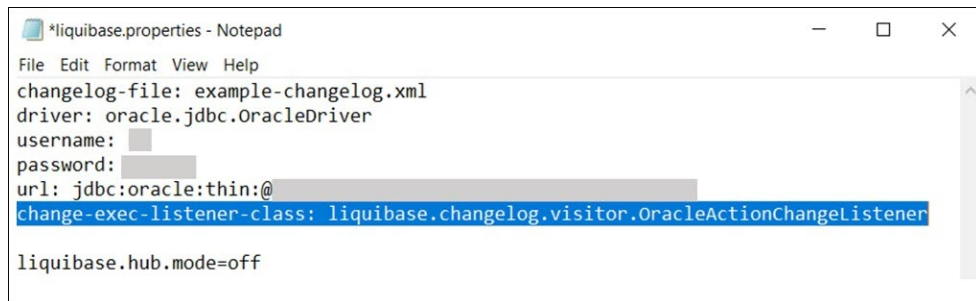 *liquibase.properties - Notepad
File Edit Format View Help
changelog-file: example-changelog.xml
driver: oracle.jdbc.OracleDriver
username:
password:
url: jdbc:oracle:thin:@
change-exec-listener-class: liquibase.changelog.visitor.OracleActionChangeListener
liquibase.hub.mode=off